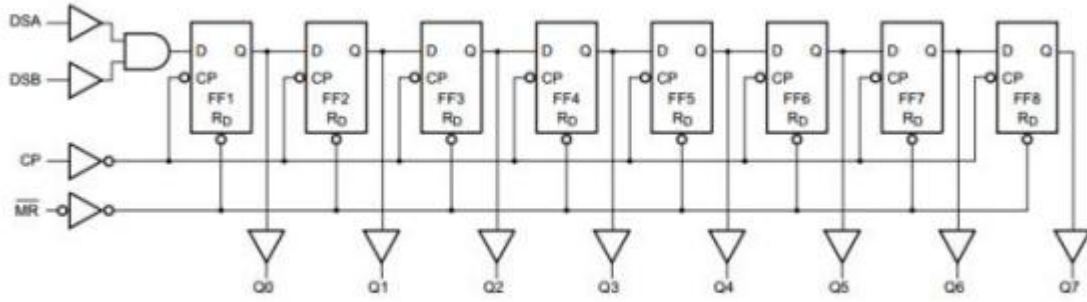 DSA
DSB
CP
M̅R̅
D Q D Q D Q D Q D Q D Q D Q D Q
CP CP CP CP CP CP CP CP
FF1 FF2 FF3 FF4 FF5 FF6 FF7 FF8
RD RD RD RD RD RD RD RD
Q0 Q1 Q2 Q3 Q4 Q5 Q6 Q7